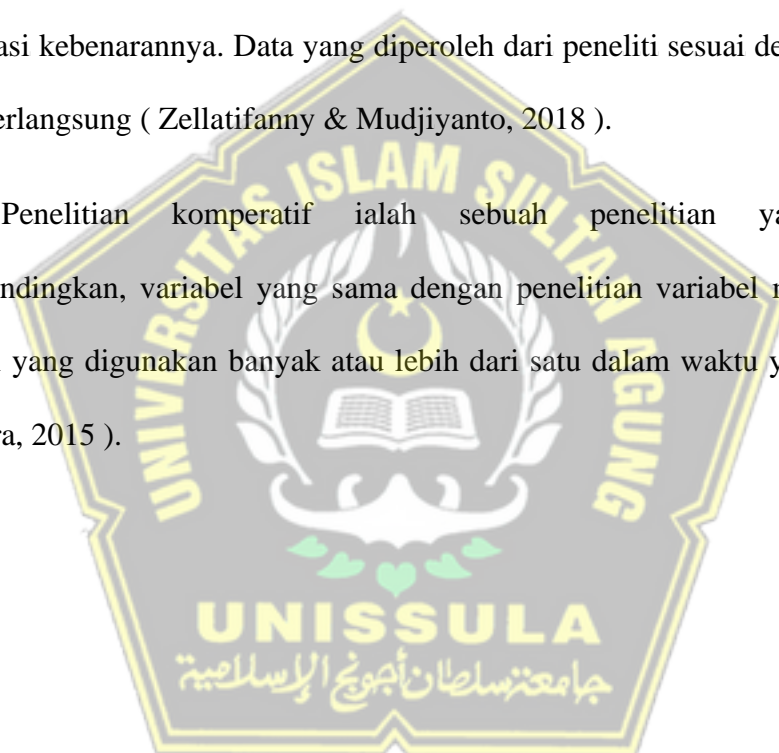 asi kebenarannya. Data yang diperoleh dari peneliti sesuai de
erlangsung ( Zellatifanny & Mudjiyanto, 2018 ).
Penelitian komperatif ialah sebuah penelitian ya
ndingkan, variabel yang sama dengan penelitian variabel
yang digunakan banyak atau lebih dari satu dalam waktu y
ra, 2015 ).
UNIVERSITAS ISLAM SULTAN AGUNG
UNISSULA
جامعة سلطان أجونج الإسلامية